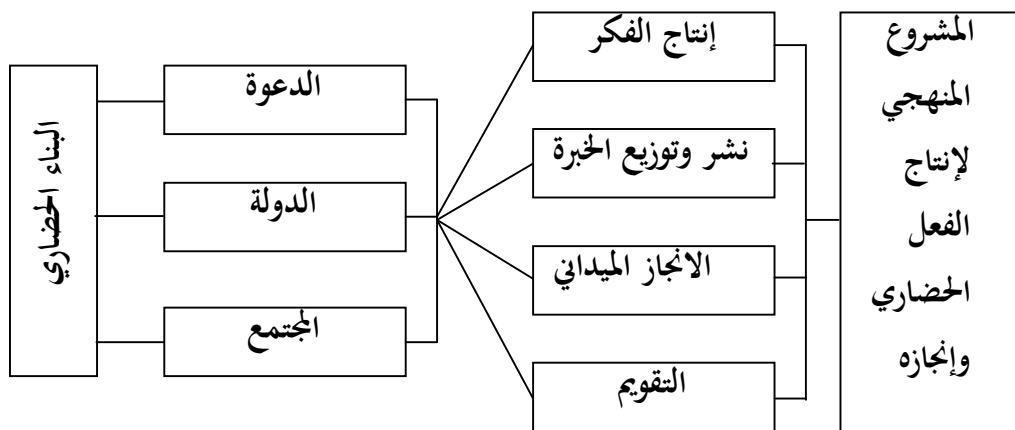 المشروع
المنهجي
لإنتاج
الفعل
الحضاري
وإنجازه
إنتاج الفكر
نشر وتوزيع الخبرة
الانجاز الميداني
التقويم
الدعوة
الدولة
المجتمع
البناء الحضاري